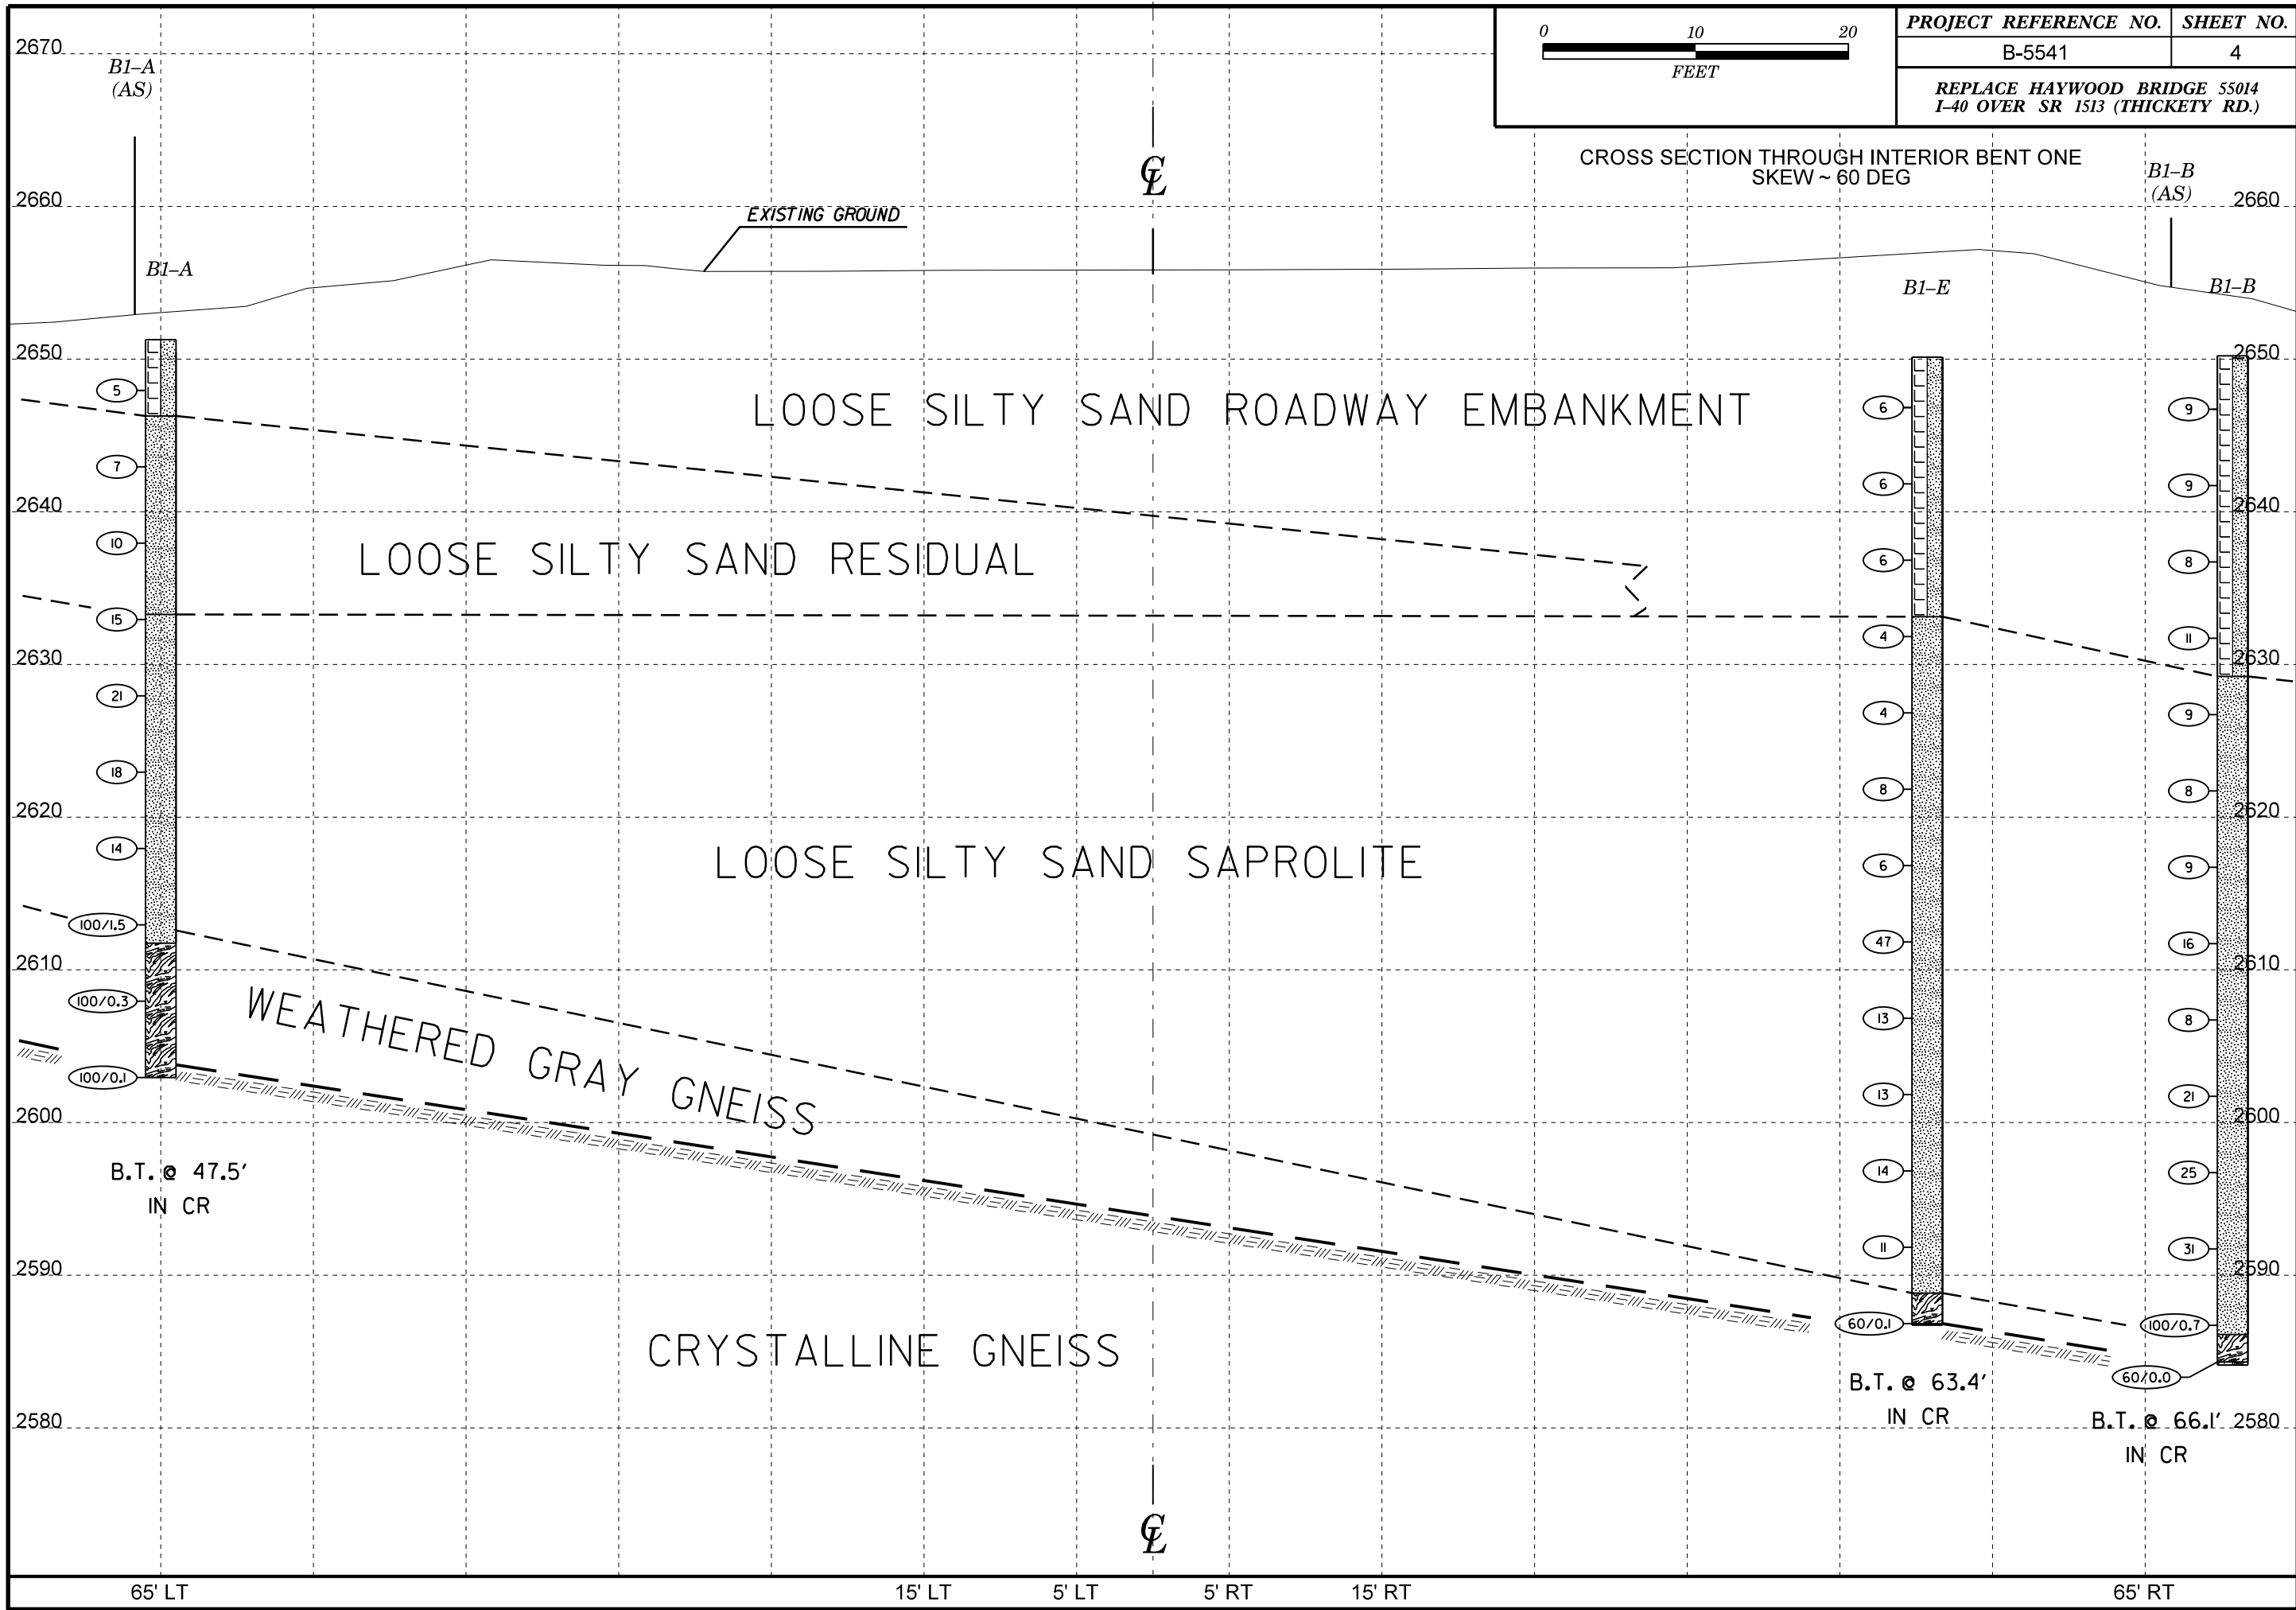 0 10 20
FEET
PROJECT REFERENCE NO. SHEET NO.
B-5541 4
REPLACE HAYWOOD BRIDGE 55014
I-40 OVER SR 1513 (THICKETY RD.)
2670
B1-A
(AS)
CROSS SECTION THROUGH INTERIOR BENT ONE
SKEW ~ 60 DEG
B1-B
(AS)
℄
2660 2660
EXISTING GROUND
B1-A
B1-E
B1-B
2650 2650
5
LOOSE SILTY SAND ROADWAY EMBANKMENT
6
9
7
6
9
2640 2640
10
LOOSE SILTY SAND RESIDUAL
6
8
15
4
11
2630 2630
21
4
9
18
8
8
2620 2620
14
LOOSE SILTY SAND SAPROLITE
6
9
100/1.5
47
16
2610 2610
100/0.3
WEATHERED GRAY GNEISS
13
8
100/0.1
13
21
2600 2600
B.T. @ 47.5'
IN CR
14
25
11
31
2590 2590
60/0.1
100/0.7
CRYSTALLINE GNEISS
60/0.0
B.T. @ 63.4'
IN CR
B.T. @ 66.1'
IN CR
2580 2580
℄
65' LT 15' LT 5' LT 5' RT 15' RT 65' RT